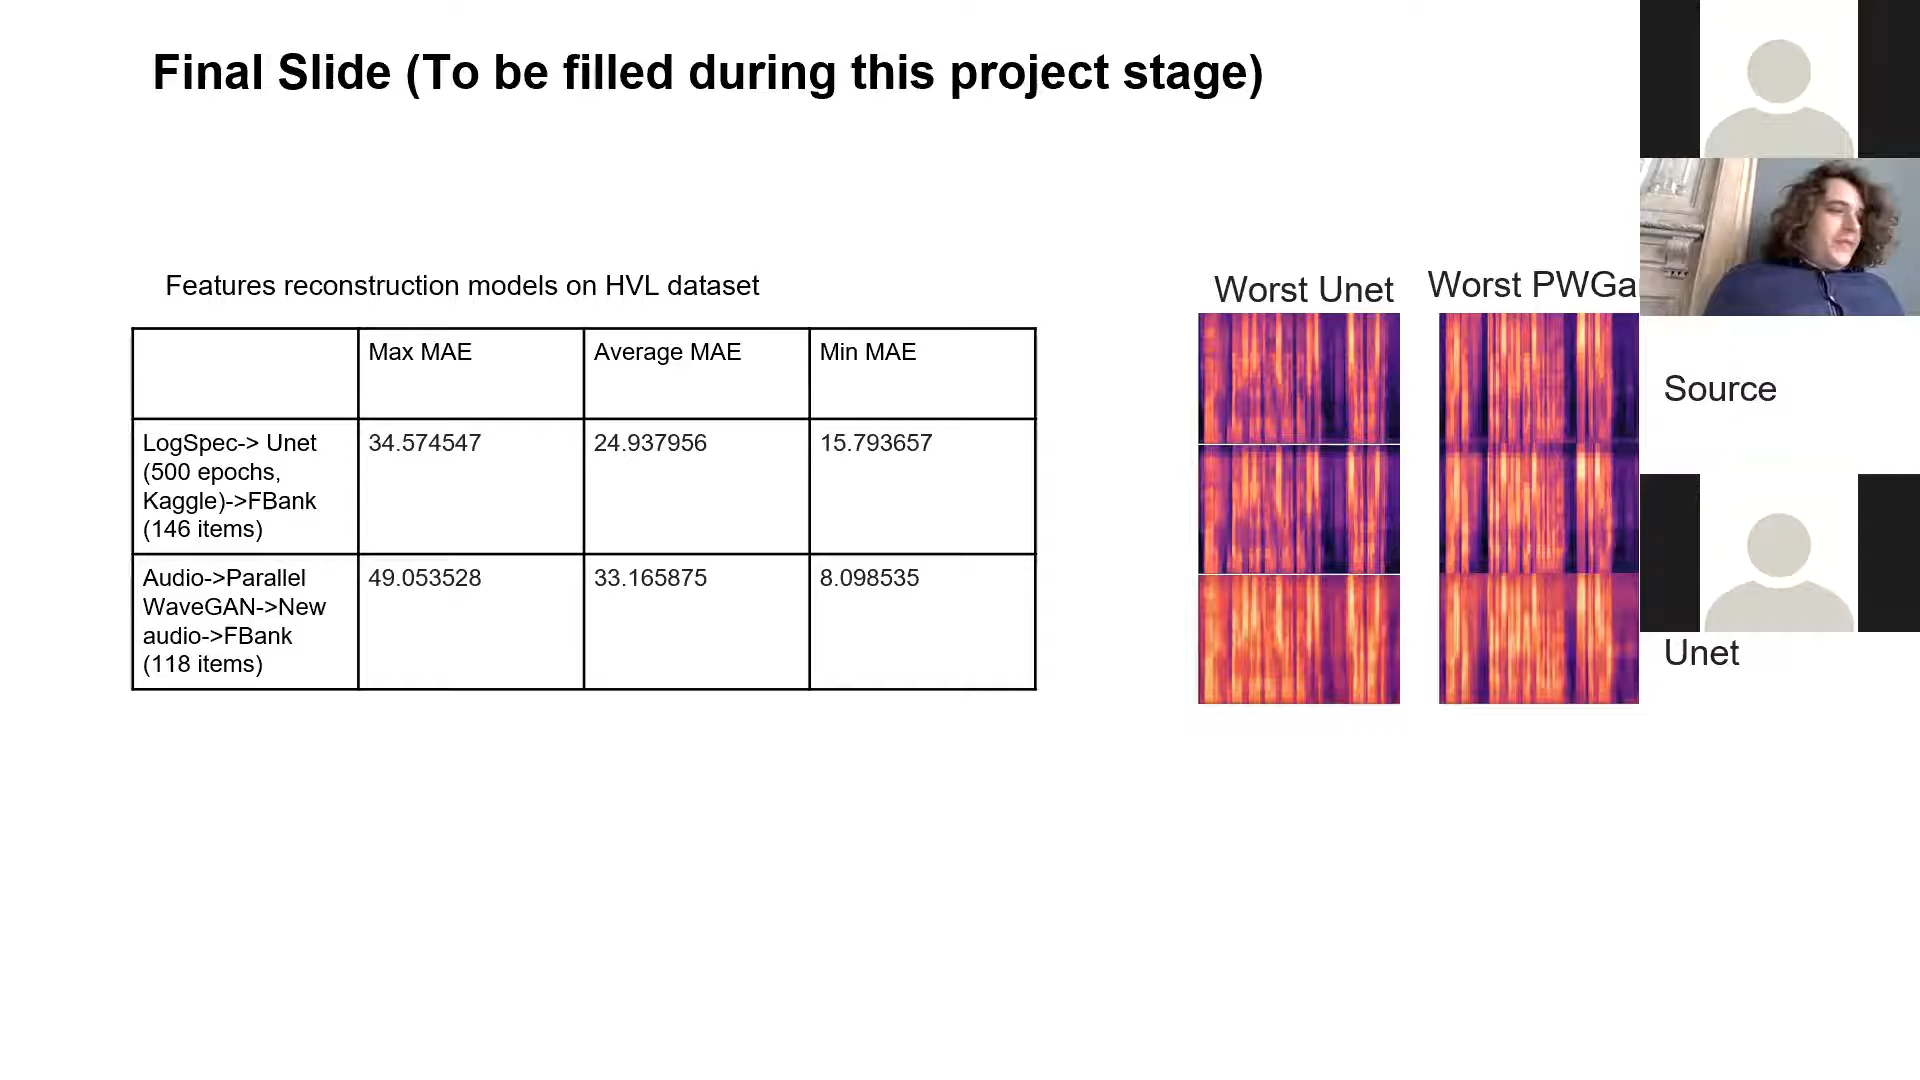 Final Slide (To be filled during this project stage)
Features reconstruction models on HVL dataset
Max MAE
Average MAE
Min MAE
LogSpec-> Unet
(500 epochs,
Kaggle)->FBank
(146 items)
34.574547
24.937956
15.793657
Audio->Parallel
WaveGAN->New
audio->FBank
(118 items)
49.053528
33.165875
8.098535
Worst Unet
Worst PWGa
Source
Unet